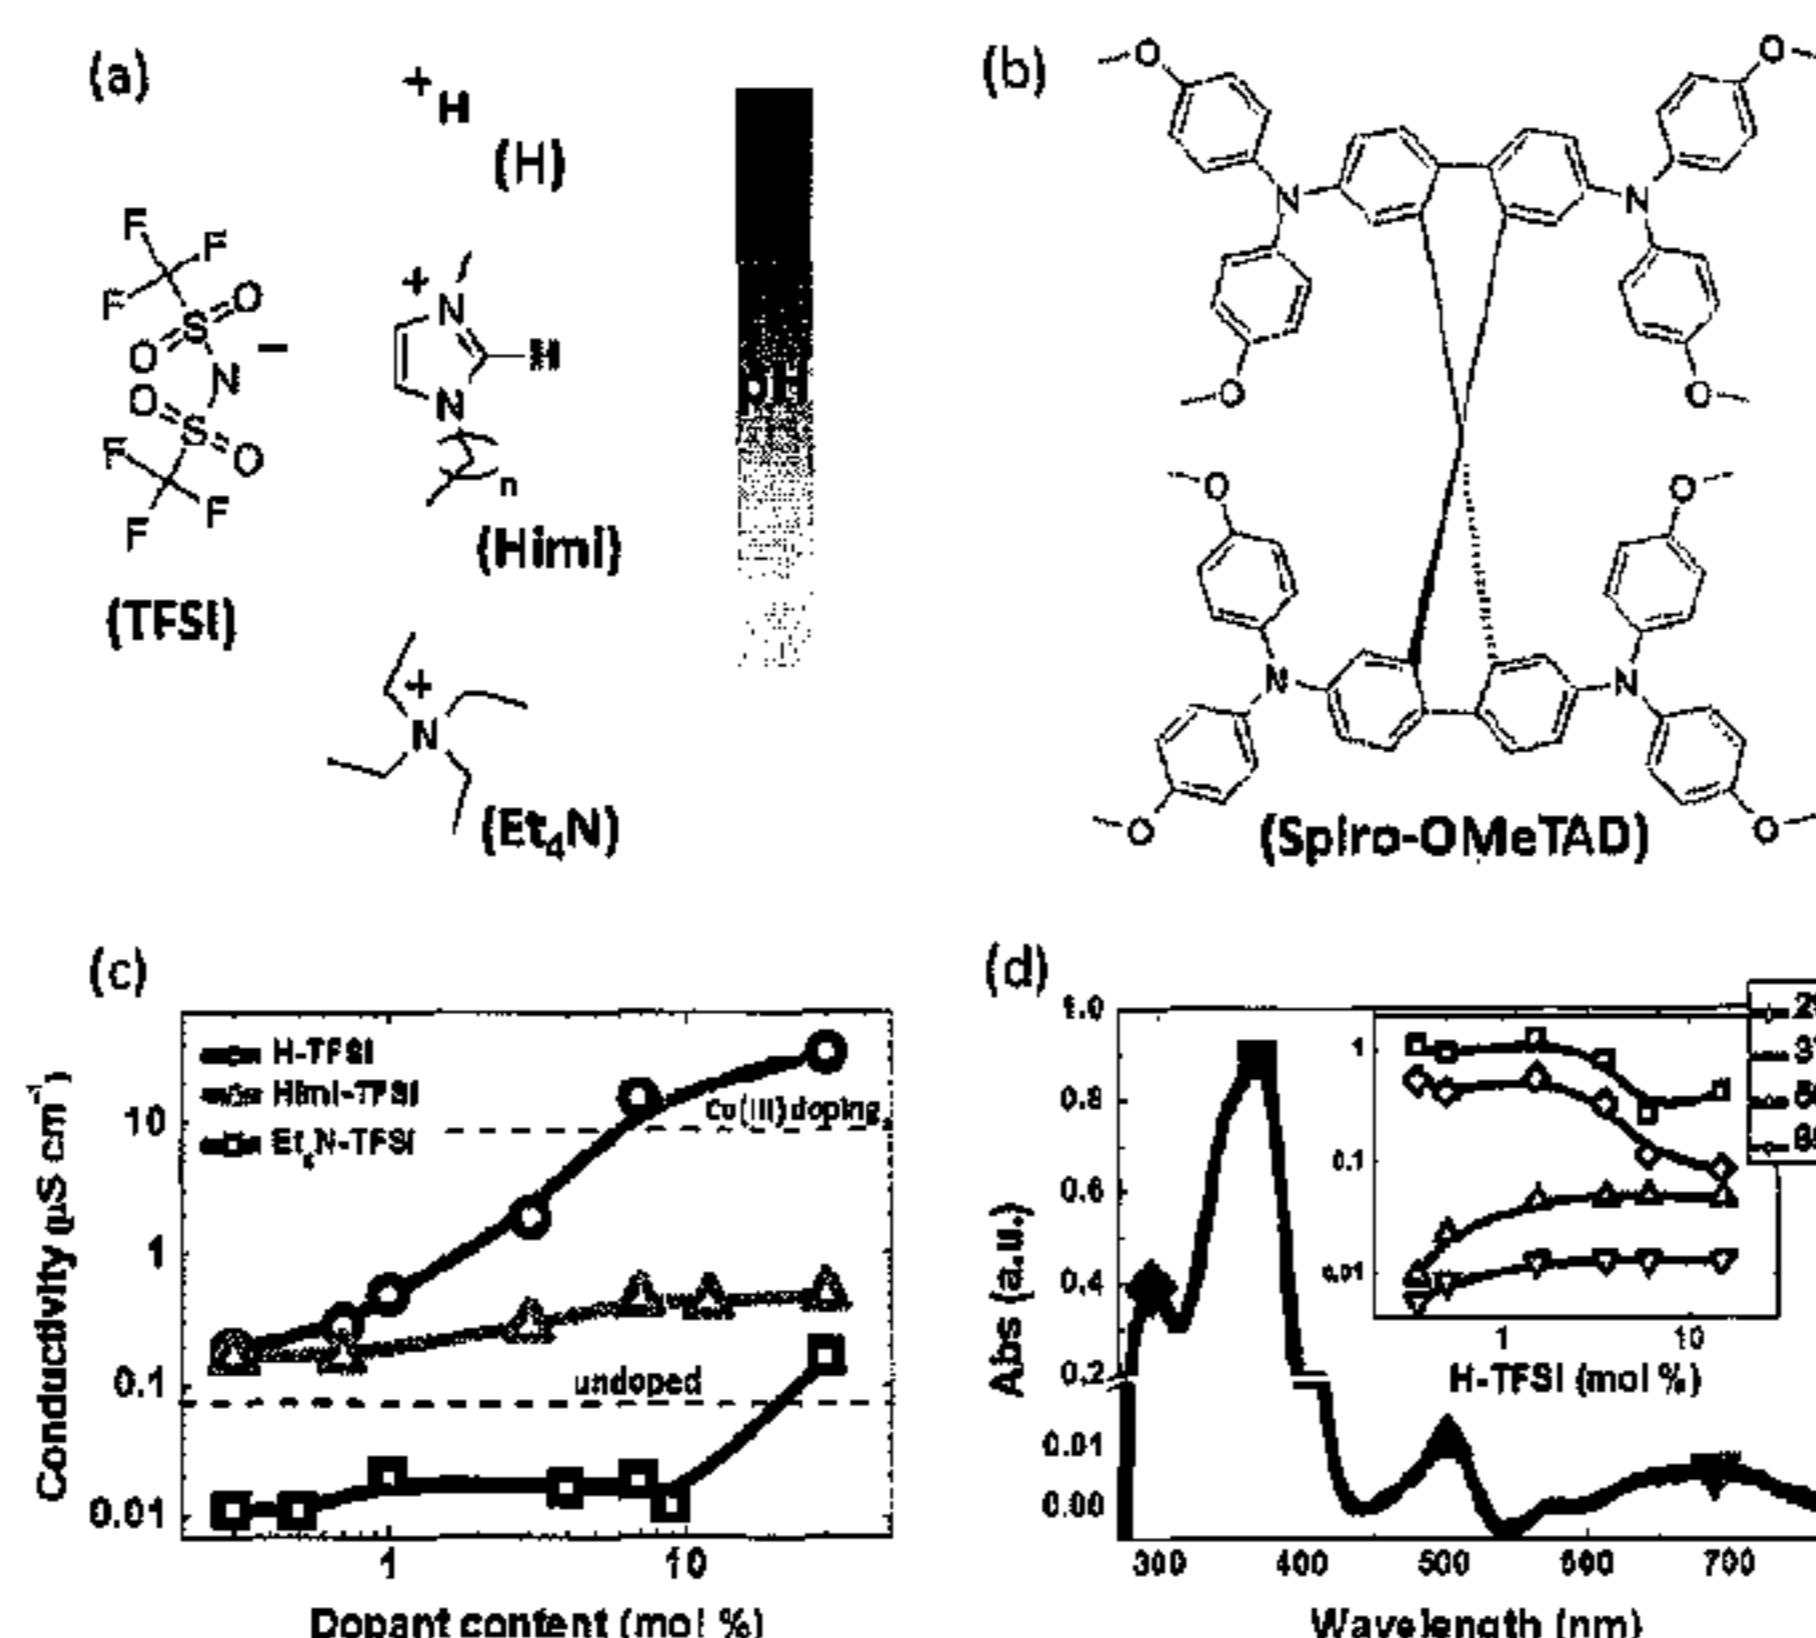 (a)
+
H
(H)
F
F
F
S
O
O
N
−
O
S
O
F
F
F
(TFSI)
+
N
H
N
n
(Himi)
+
N
(Et₄N)
pH
(b)
O
O
N
N
O
O
O
O
N
N
O
O
(Spiro-OMeTAD)
(c)
H-TFSI
Himi-TFSI
Et₄N-TFSI
Co(III) doping
undoped
10
1
0.1
0.01
Conductivity (µS cm⁻¹)
1
10
Dopant content (mol %)
(d)
1.0
0.8
0.6
0.4
0.2
0.01
0.00
Abs (a.u.)
1
0.1
0.01
1
10
H-TFSI (mol %)
300
400
500
600
700
Wavelength (nm)